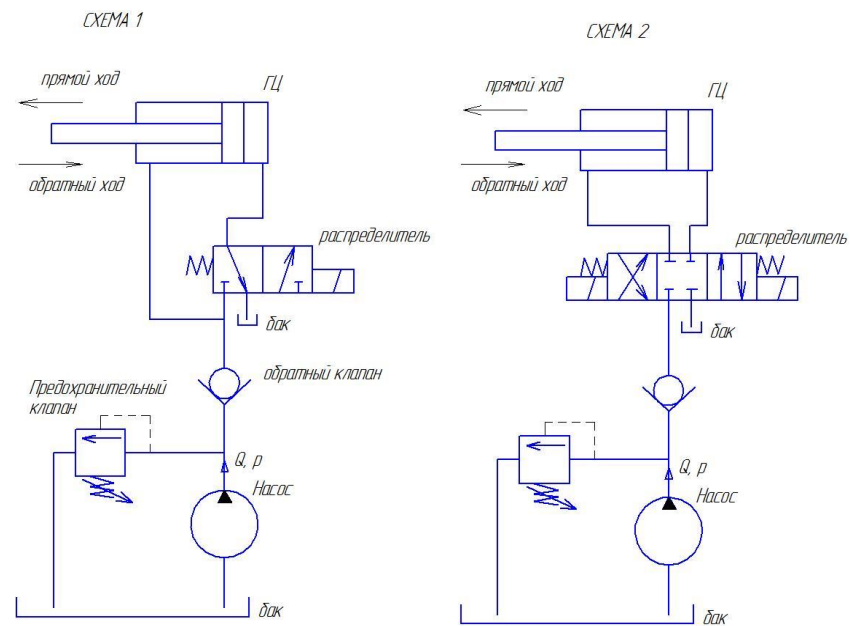 СХЕМА 1
прямой ход
ГЦ
обратный ход
распределитель
бак
обратный клапан
Предохранительный
клапан
Q, p
Насос
бак
СХЕМА 2
прямой ход
ГЦ
обратный ход
распределитель
бак
Q, p
Насос
бак